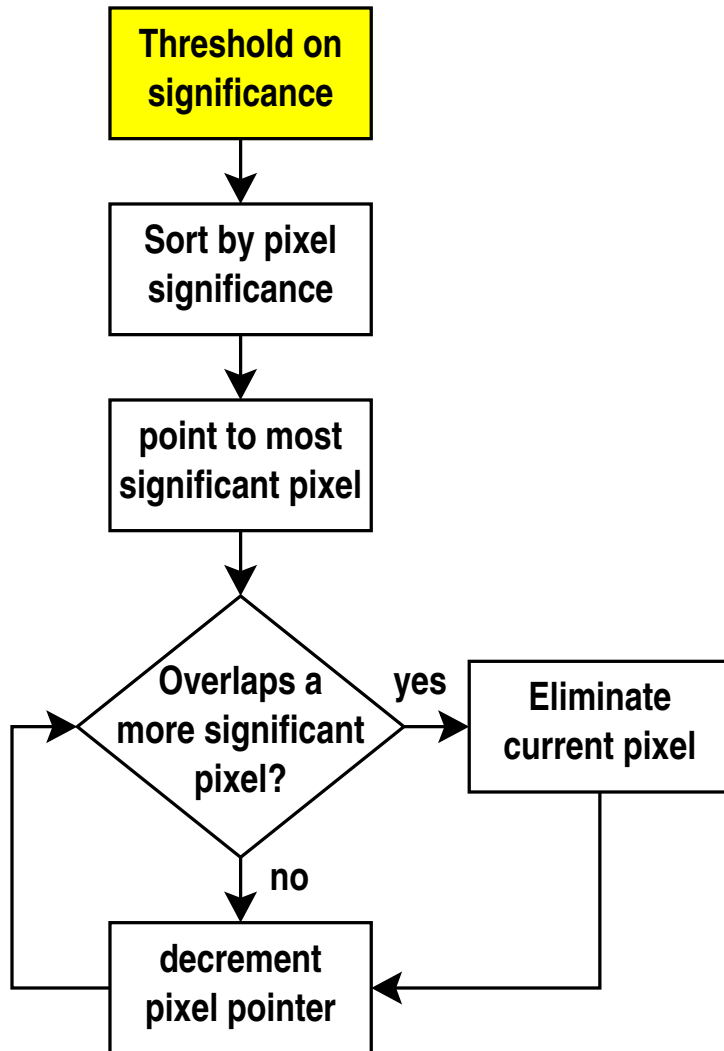 Threshold on
significance
Sort by pixel
significance
point to most
significant pixel
Overlaps a
more significant
pixel?
yes
Eliminate
current pixel
no
decrement
pixel pointer